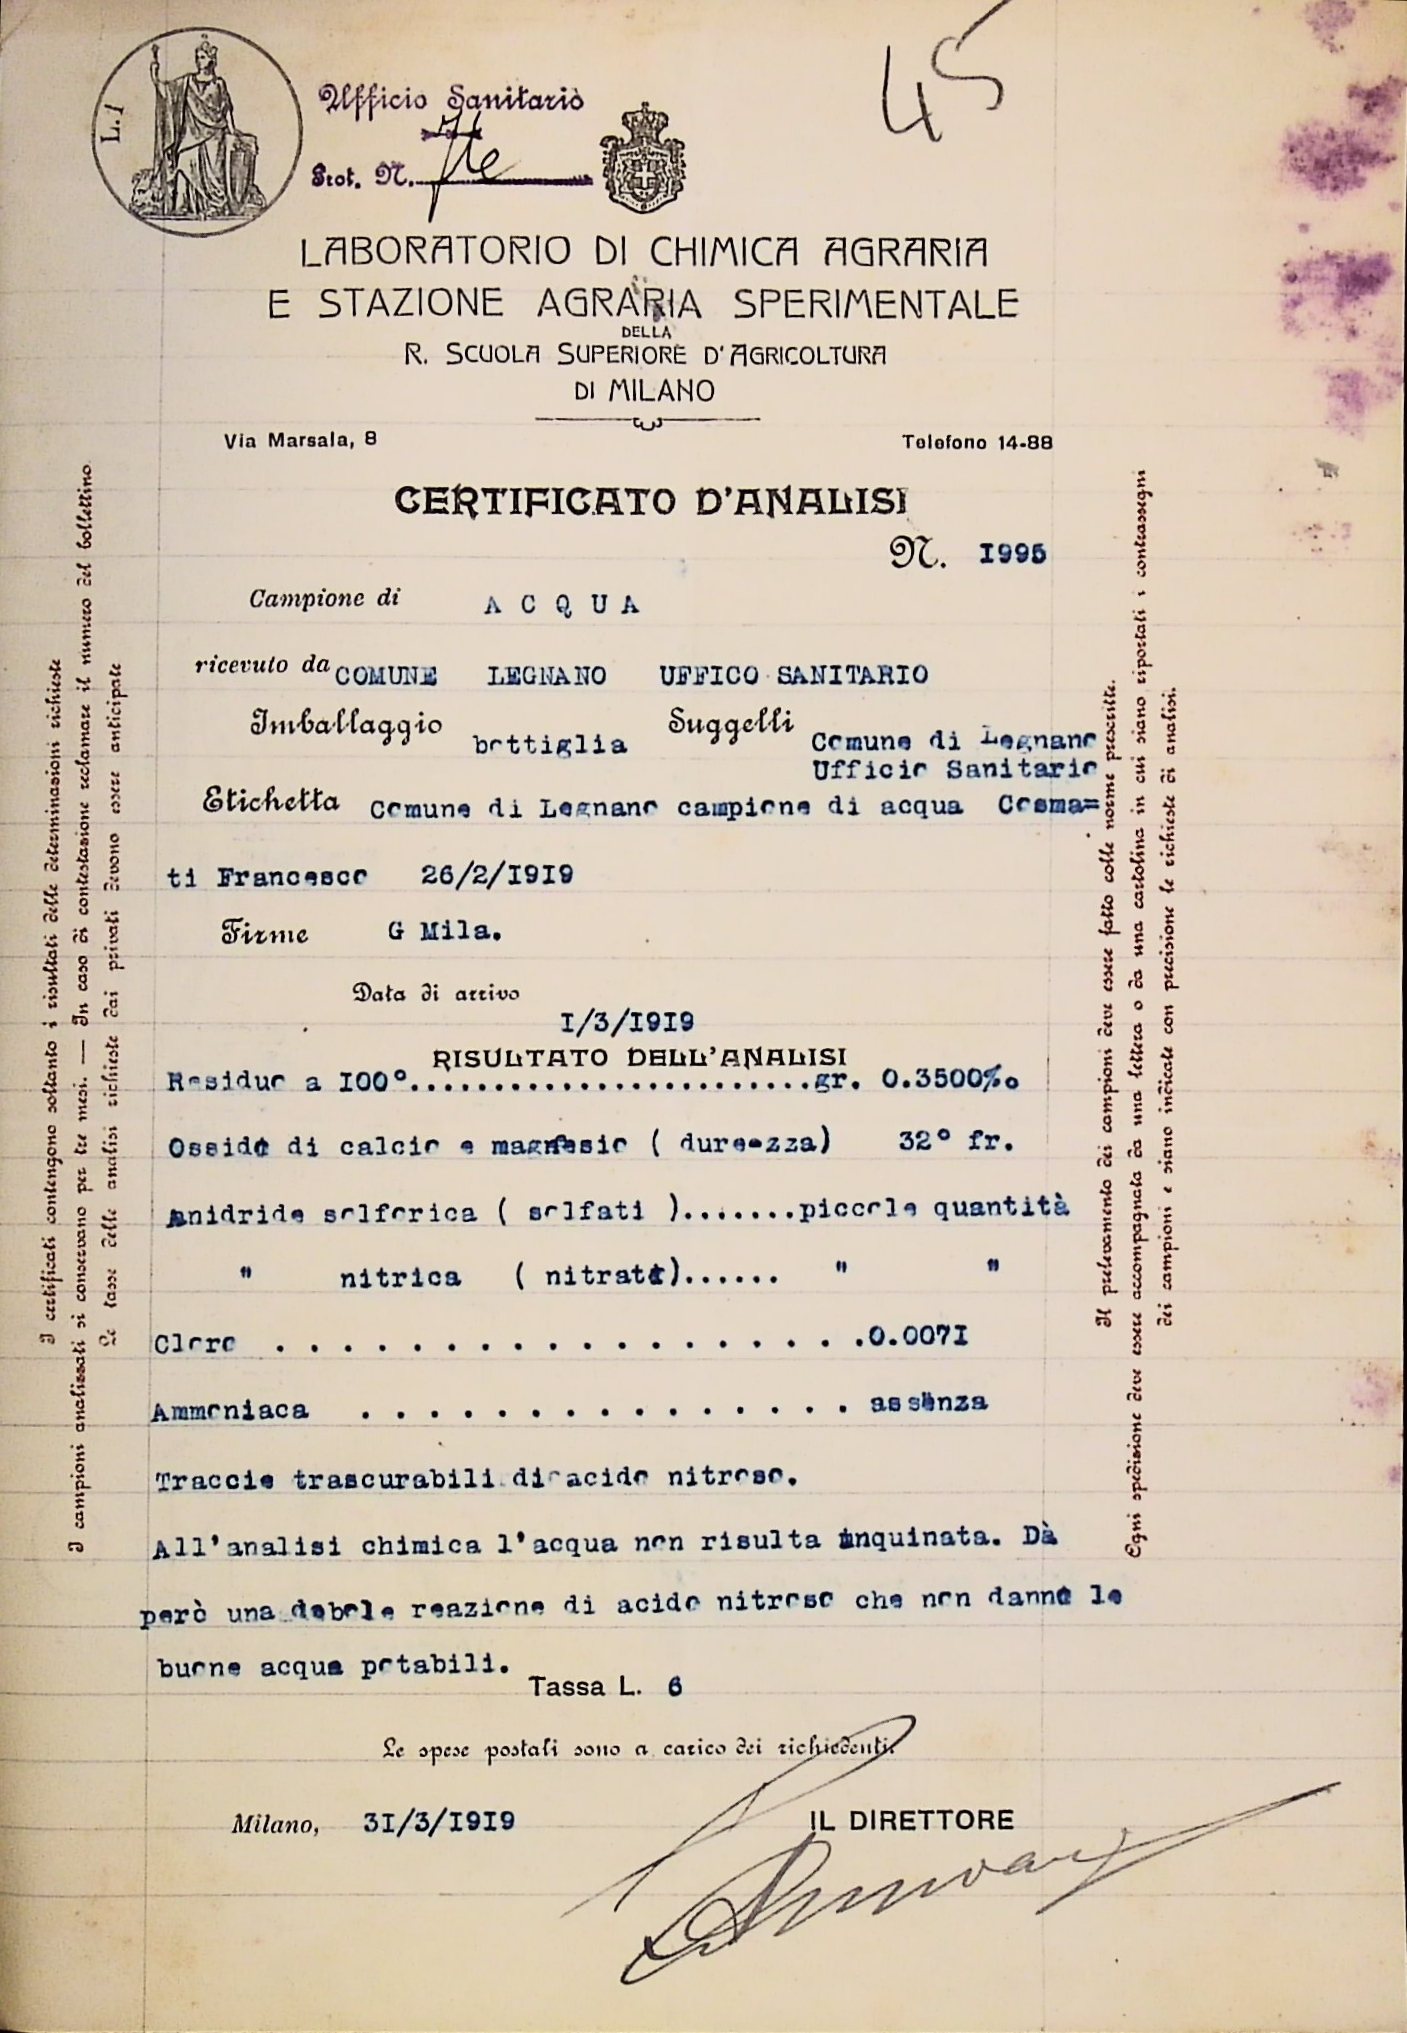 45
L. 1
Ufficio Sanitario
Prot. N.
LABORATORIO DI CHIMICA AGRARIA
E STAZIONE AGRARIA SPERIMENTALE
DELLA
R. SCUOLA SUPERIORE D'AGRICOLTURA
DI MILANO
Via Marsala, 8 Telefono 14-88
CERTIFICATO D'ANALISI
N. 1995
Campione di A C Q U A
ricevuto da COMUNE LEGNANO UFFICO SANITARIO
Imballaggio bottiglia Suggelli Comune di Legnano
Ufficio Sanitario
Etichetta Comune di Legnano campione di acqua Cosma=
ti Francesco 26/2/1919
Firme G Mila.
Data di arrivo
1/3/1919
RISULTATO DELL'ANALISI
Residuo a 100°........................gr. 0.3500‰
Ossido di calcio e magnesio ( dureezza) 32° fr.
Anidride solforica ( solfati ).......piccole quantità
" nitrica ( nitrati)...... " "
Cloro . . . . . . . . . . . . . . . . . .0.0071
Ammoniaca . . . . . . . . . . . . . . . assenza
Traccie trascurabili di acido nitroso.
All'analisi chimica l'acqua non risulta inquinata. Dà
però una debole reazione di acido nitroso che non danno le
buone acqua potabili.
Tassa L. 6
Le spese postali sono a carico dei richiedenti.
Milano, 31/3/1919 IL DIRETTORE
I certificati contengono soltanto i risultati delle determinazioni richieste
I campioni analizzati si conservano per tre mesi. — In caso di contestazione reclamare il numero del bollettino
Le tasse delle analisi richieste dai privati devono essere anticipate
Il prelevamento dei campioni deve essere fatto colle norme prescritte.
Ogni spedizione deve essere accompagnata da una lettera o da una cartolina in cui siano riportati i contrassegni
dei campioni e siano indicate con precisione le richieste di analisi.